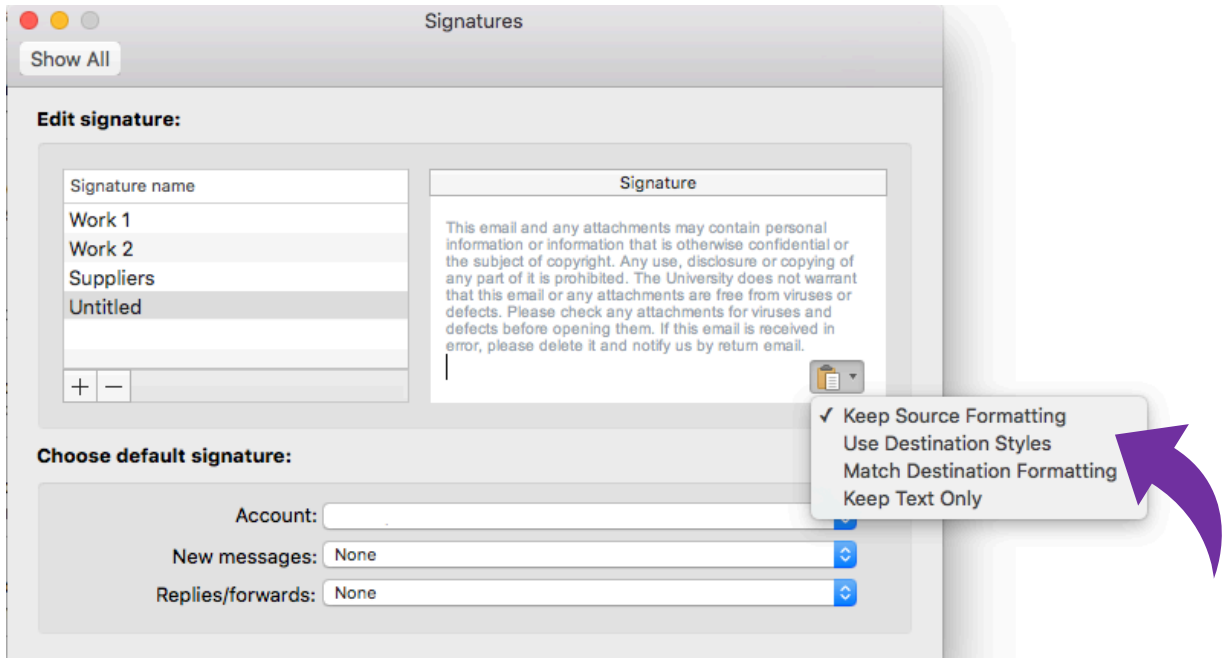 Signatures
Show All
Edit signature:
Signature name
Work 1
Work 2
Suppliers
Untitled
+ −
Signature
This email and any attachments may contain personal
information or information that is otherwise confidential or
the subject of copyright. Any use, disclosure or copying of
any part of it is prohibited. The University does not warrant
that this email or any attachments are free from viruses or
defects. Please check any attachments for viruses and
defects before opening them. If this email is received in
error, please delete it and notify us by return email.
✓ Keep Source Formatting
Use Destination Styles
Match Destination Formatting
Keep Text Only
Choose default signature:
Account:
New messages: None
Replies/forwards: None